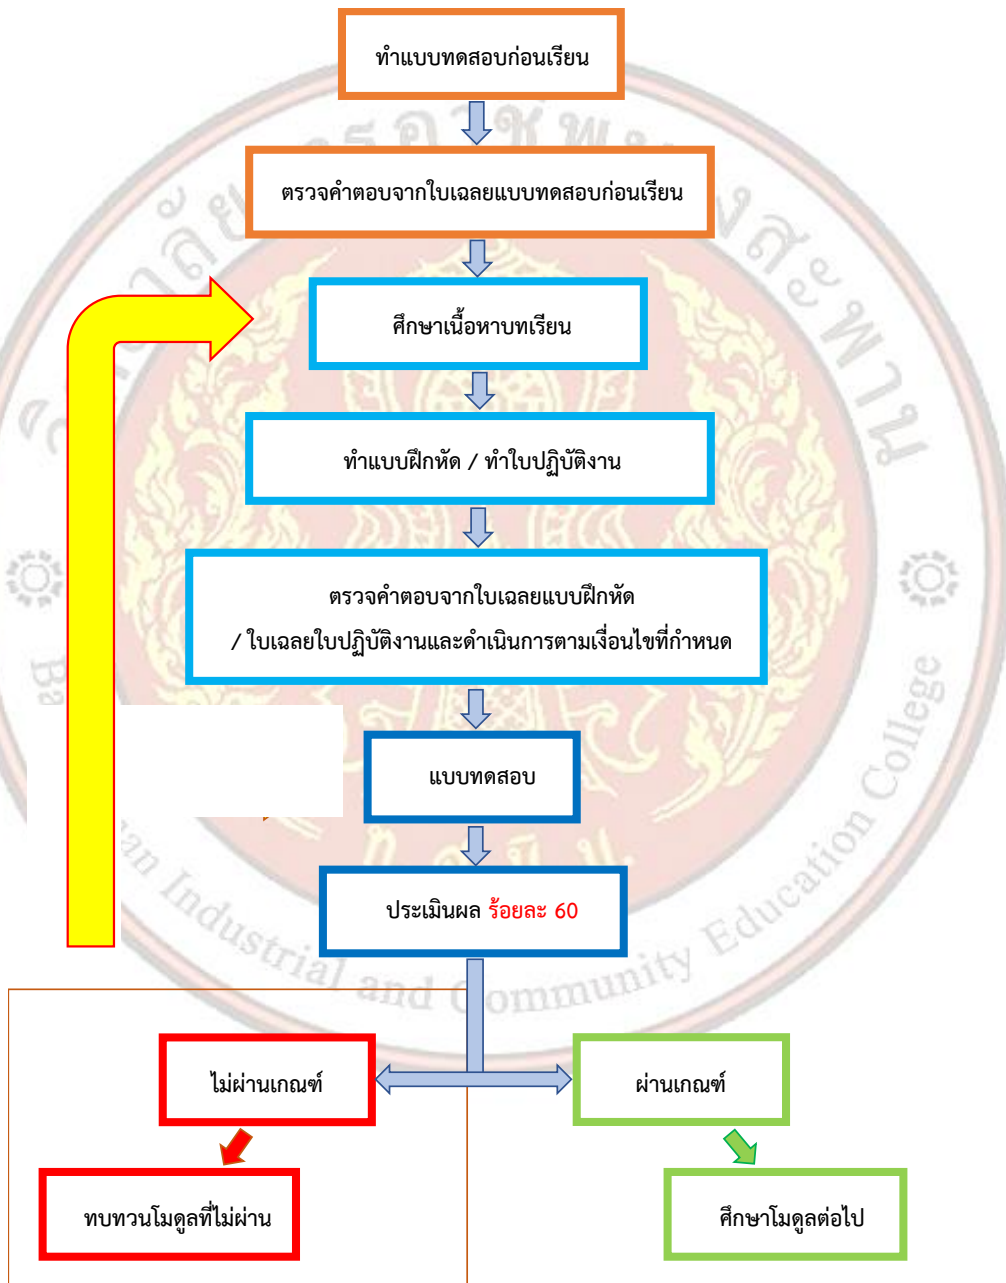 ทำแบบทดสอบก่อนเรียน
ตรวจคำตอบจากใบเฉลยแบบทดสอบก่อนเรียน
ศึกษาเนื้อหาบทเรียน
ทำแบบฝึกหัด / ทำใบปฏิบัติงาน
ตรวจคำตอบจากใบเฉลยแบบฝึกหัด
/ ใบเฉลยใบปฏิบัติงานและดำเนินการตามเงื่อนไขที่กำหนด
แบบทดสอบ
ประเมินผล ร้อยละ 60
ไม่ผ่านเกณฑ์
ผ่านเกณฑ์
ทบทวนโมดูลที่ไม่ผ่าน
ศึกษาโมดูลต่อไป
Industrial and Community Education College